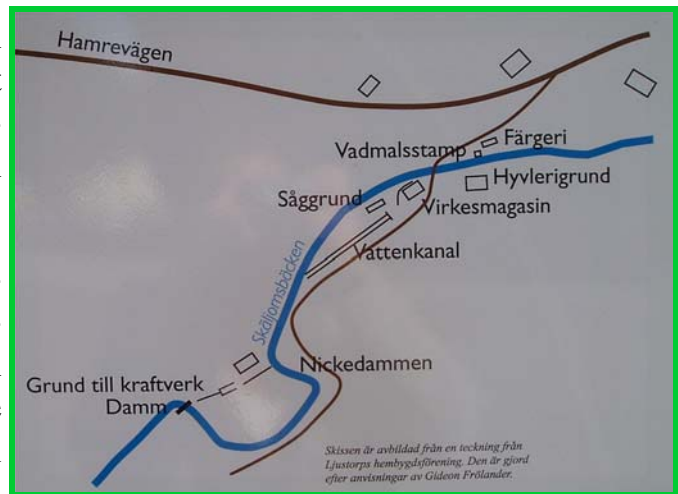 Hamrevägen
Vadmalsstamp
Färgeri
Hyvlerigrund
Såggrund
Virkesmagasin
Vattenkanal
Skäljomsbäcken
Nickedammen
Grund till kraftverk
Damm
Skissen är avbildad från en teckning från
Ljustorps hembygdsförening. Den är gjord
efter anvisningar av Gideon Frölander.